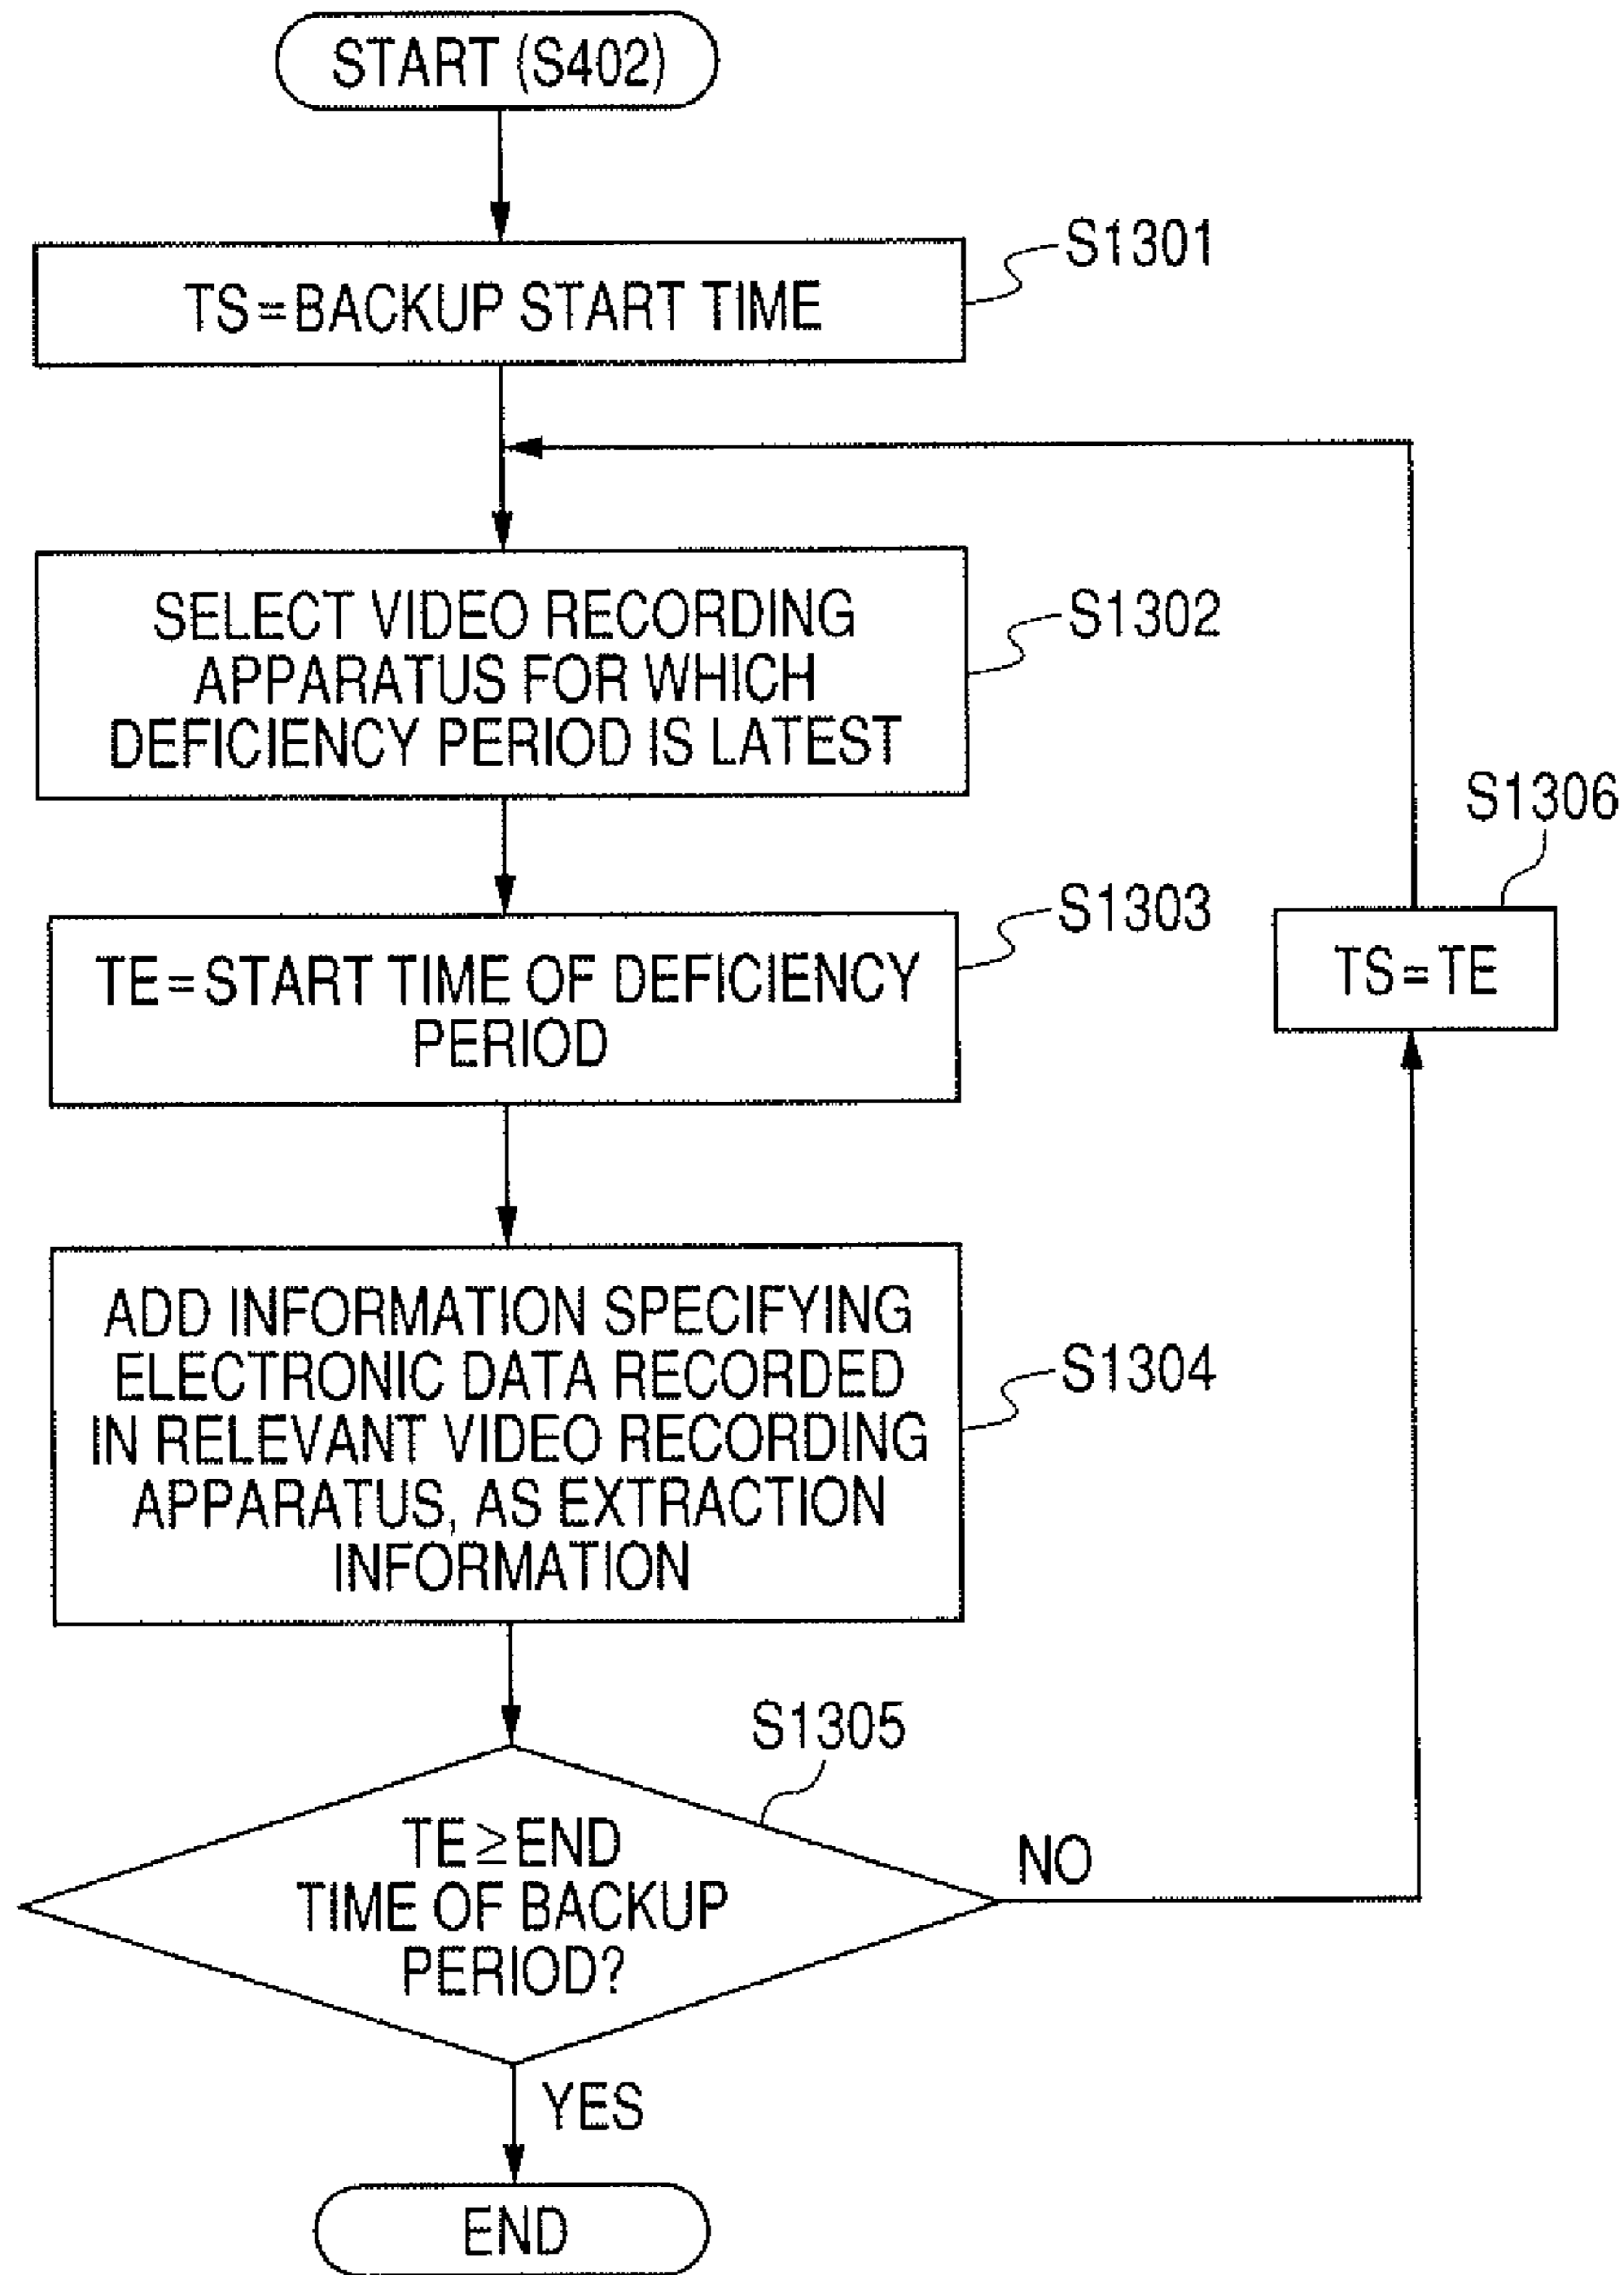 START (S402)
S1301
TS=BACKUP START TIME
SELECT VIDEO RECORDING
APPARATUS FOR WHICH
DEFICIENCY PERIOD IS LATEST
S1302
S1306
TS=TE
S1303
TE=START TIME OF DEFICIENCY
PERIOD
ADD INFORMATION SPECIFYING
ELECTRONIC DATA RECORDED
IN RELEVANT VIDEO RECORDING
APPARATUS, AS EXTRACTION
INFORMATION
S1304
S1305
TE≥END
TIME OF BACKUP
PERIOD?
NO
YES
END